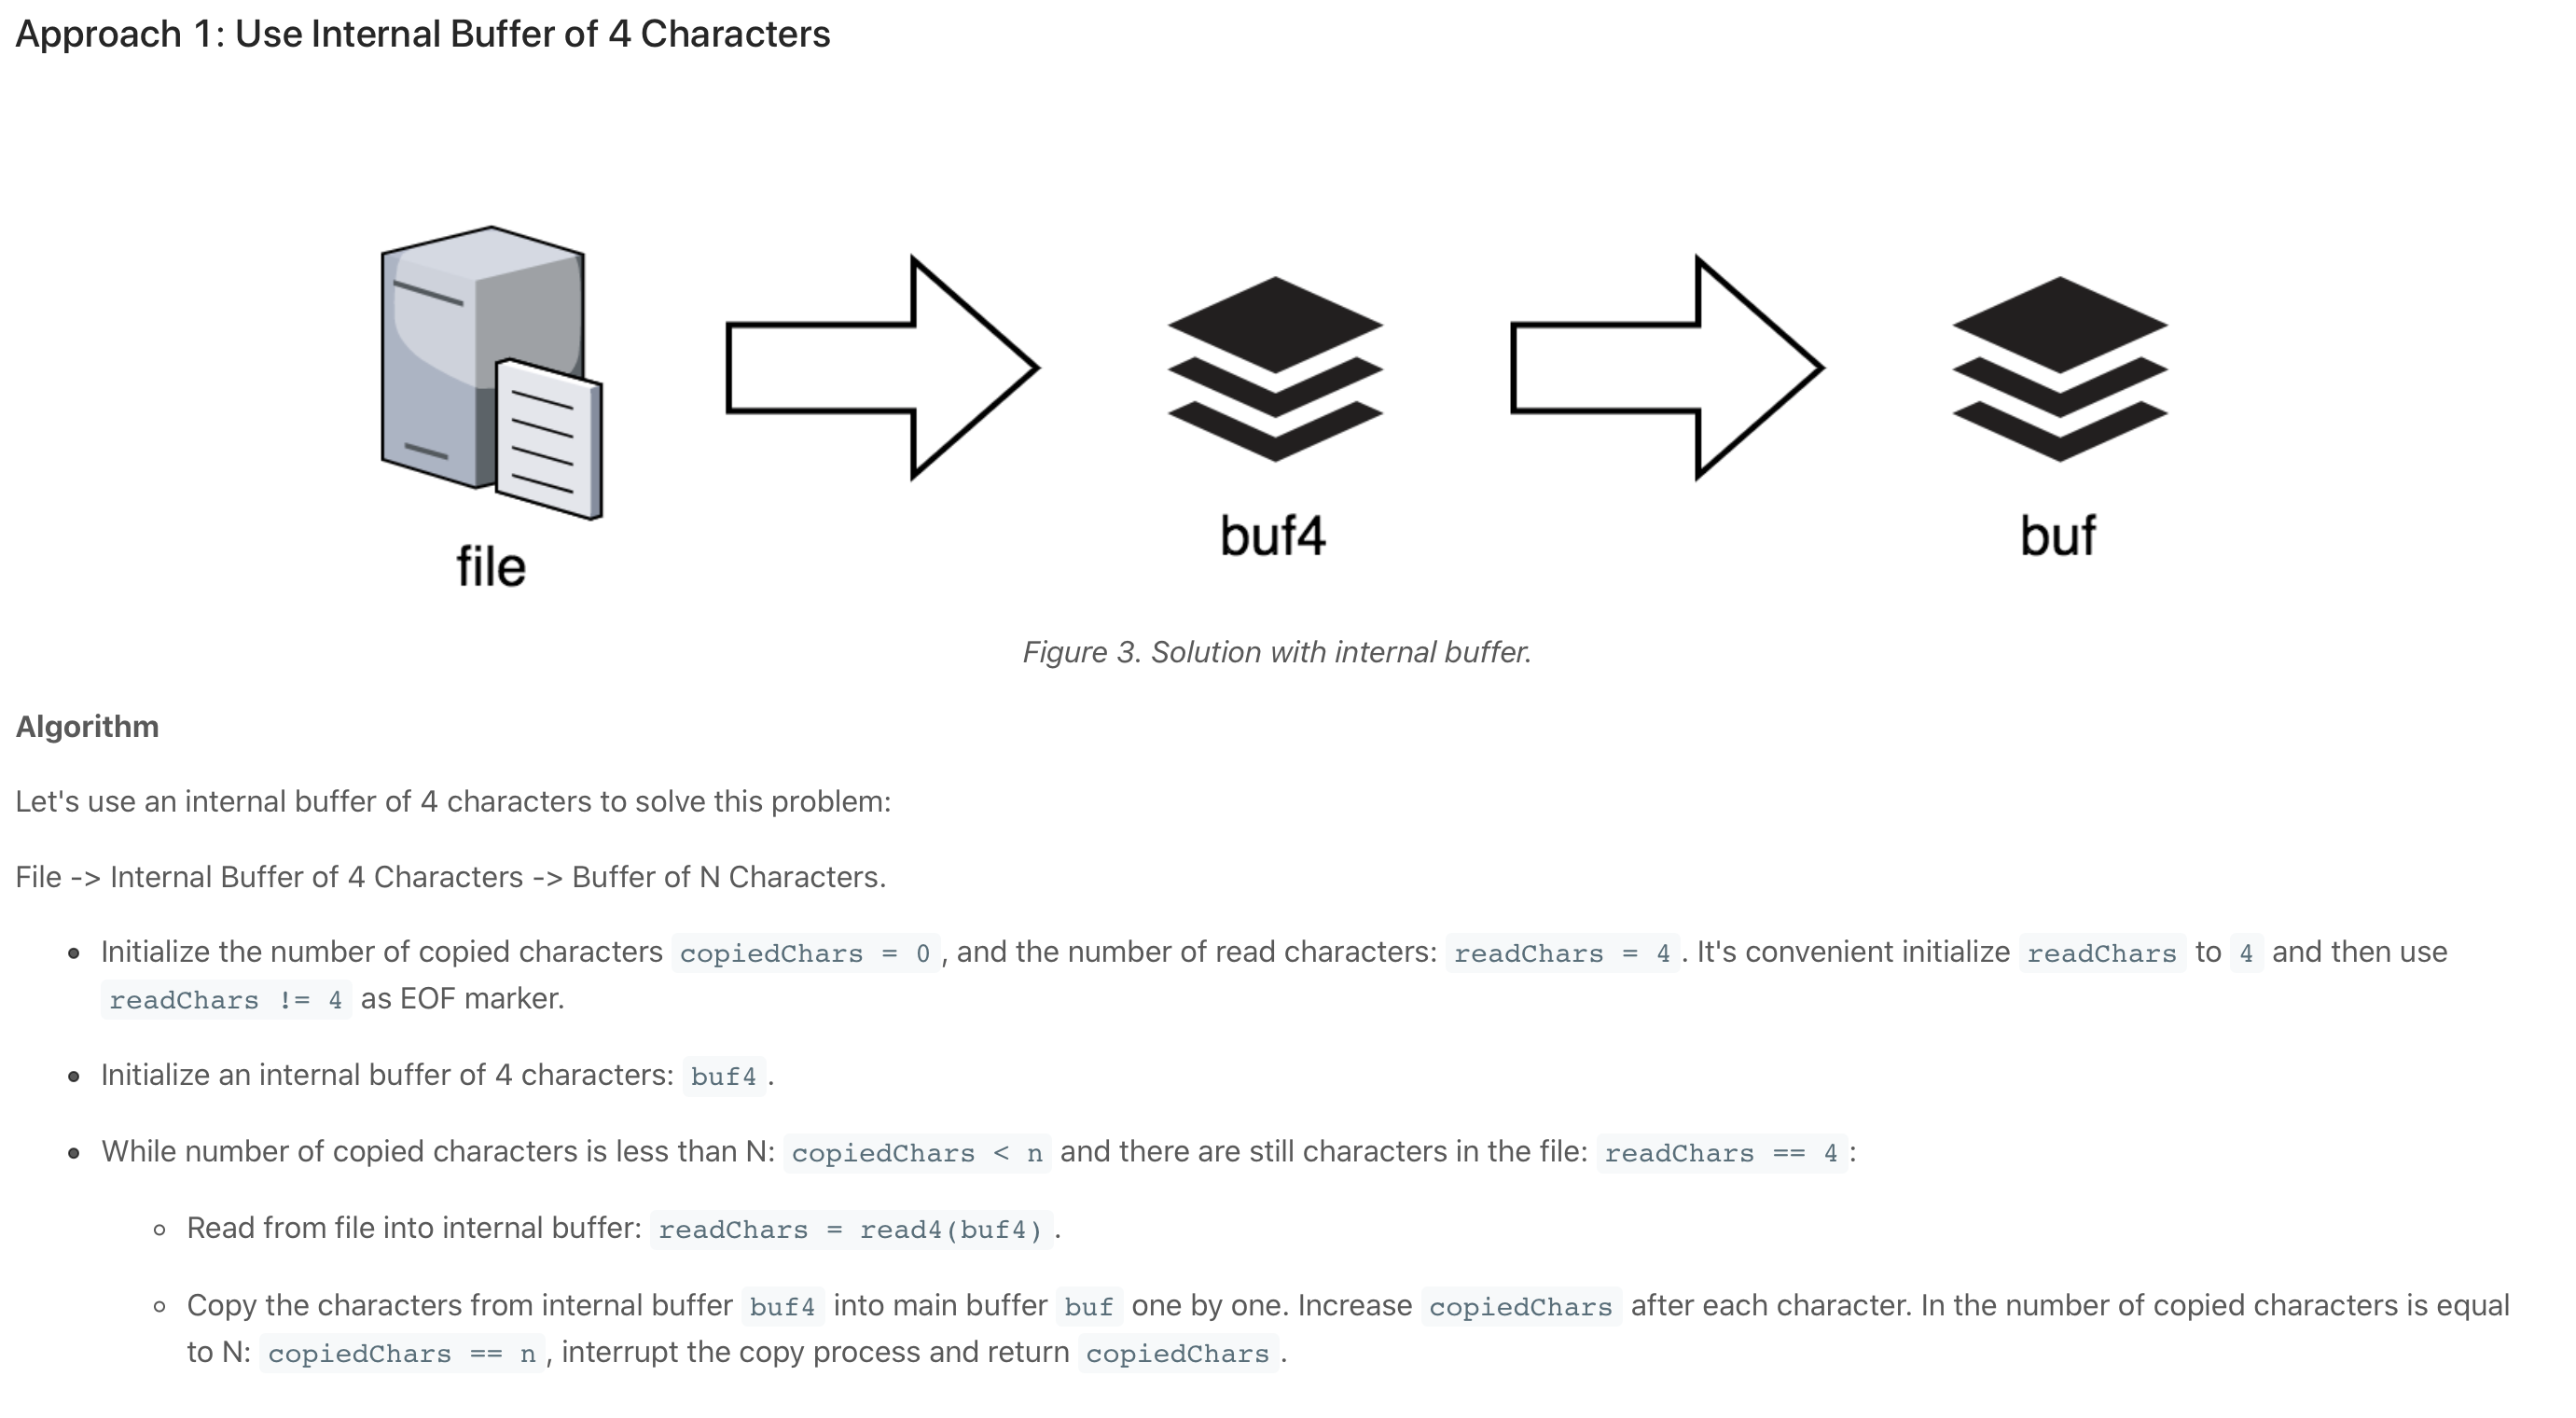 Approach 1: Use Internal Buffer of 4 Characters
file
buf4
buf
Figure 3. Solution with internal buffer.
Algorithm
Let's use an internal buffer of 4 characters to solve this problem:
File -> Internal Buffer of 4 Characters -> Buffer of N Characters.
Initialize the number of copied characters copiedChars = 0 , and the number of read characters: readChars = 4 . It's convenient initialize readChars to 4 and then use
readChars != 4 as EOF marker.
Initialize an internal buffer of 4 characters: buf4 .
While number of copied characters is less than N: copiedChars < n and there are still characters in the file: readChars == 4 :
Read from file into internal buffer: readChars = read4(buf4) .
Copy the characters from internal buffer buf4 into main buffer buf one by one. Increase copiedChars after each character. In the number of copied characters is equal
to N: copiedChars == n , interrupt the copy process and return copiedChars .